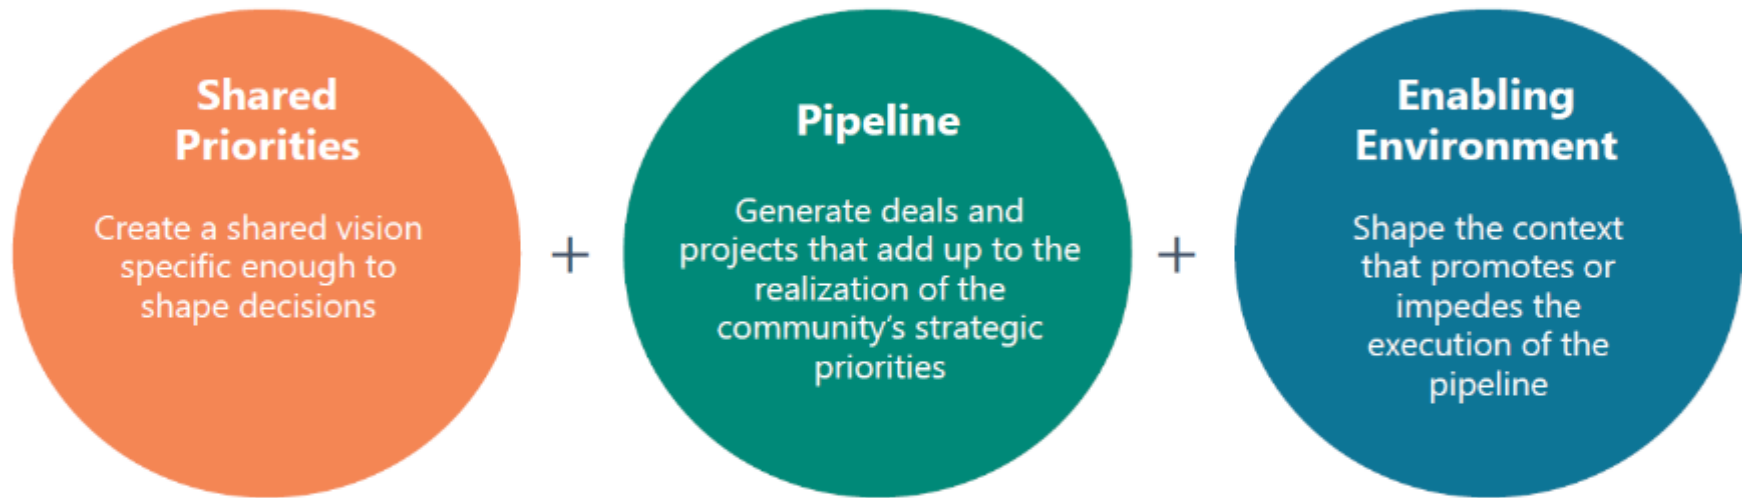 Shared
Priorities
Create a shared vision
specific enough to
shape decisions
+
Pipeline
Generate deals and
projects that add up to the
realization of the
community's strategic
priorities
+
Enabling
Environment
Shape the context
that promotes or
impedes the
execution of the
pipeline